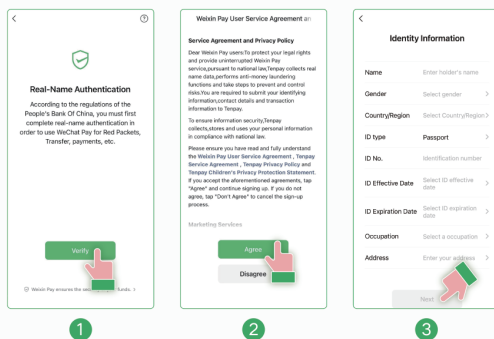 Real-Name Authentication
According to the regulations of the
People's Bank Of China, you must first
complete real-name authentication in
order to use WeChat Pay for Red Packets,
Transfer, payments, etc.
Verify
Weixin Pay ensures the sec funds.
1
Weixin Pay User Service Agreement an
Service Agreement and Privacy Policy
Dear Weixin Pay users:To protect your legal rights
and provide uninterrupted Weixin Pay
service,pursuant to national law,Tenpay collects real
name data,performs anti-money laundering
functions and take steps to prevent and control
risks.You are required to submit your identifying
information,contact details and transaction
information to Tenpay.
To ensure information security,Tenpay
collects,stores and uses your personal information
in compliance with national law.
Please ensure you have read and fully understand
the Weixin Pay User Service Agreement , Tenpay
Service Agreement , Tenpay Privacy Policy and
Tenpay Children's Privacy Protection Statement.
If you accept the aforementioned agreements, tap
"Agree" and continue signing up. If you do not
agree, tap "Don't Agree" to cancel the sign-up
process.
Marketing Services
Agree
Disagree
2
Identity Information
Name Enter holder's name
Gender Select gender
Country/Region Select Country/Region
ID type Passport
ID No. Identification number
ID Effective Date Select ID effective
date
ID Expiration Date Select ID expiration
date
Occupation Select a occupation
Address Enter your address
Next
3